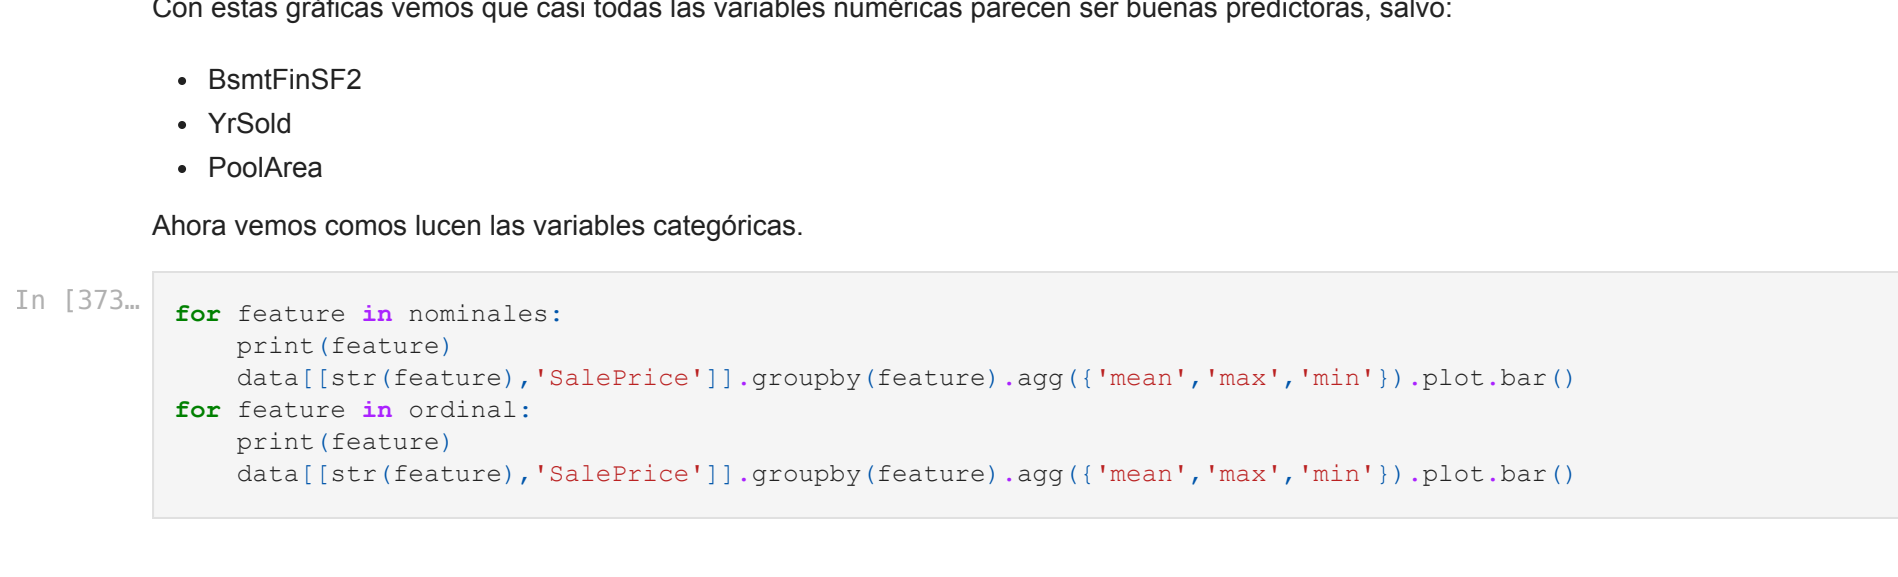 Con estas gráficas vemos que casi todas las variables numéricas parecen ser buenas predictoras, salvo:
• BsmtFinSF2
• YrSold
• PoolArea
Ahora vemos comos lucen las variables categóricas.
In [373…
for feature in nominales:
    print(feature)
    data[[str(feature),'SalePrice']].groupby(feature).agg({'mean','max','min'}).plot.bar()
for feature in ordinal:
    print(feature)
    data[[str(feature),'SalePrice']].groupby(feature).agg({'mean','max','min'}).plot.bar()